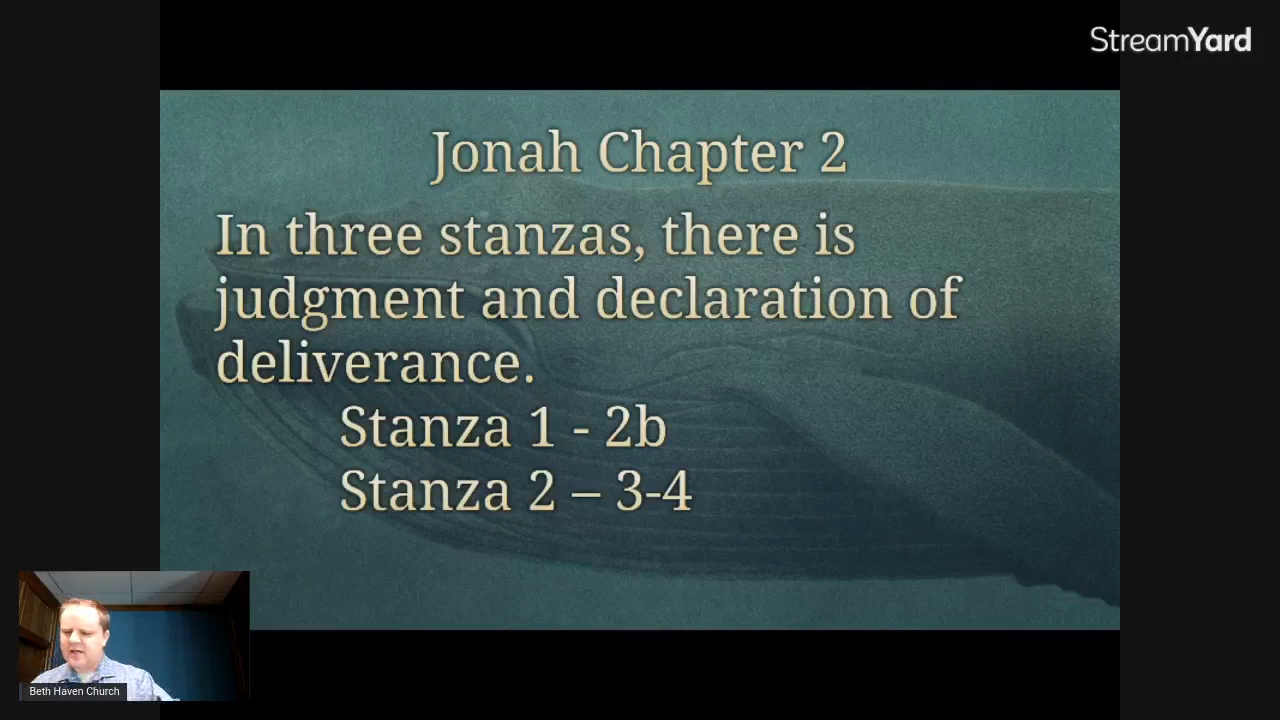 StreamYard
Jonah Chapter 2
In three stanzas, there is
judgment and declaration of
deliverance.
Stanza 1 - 2b
Stanza 2 – 3-4
Beth Haven Church